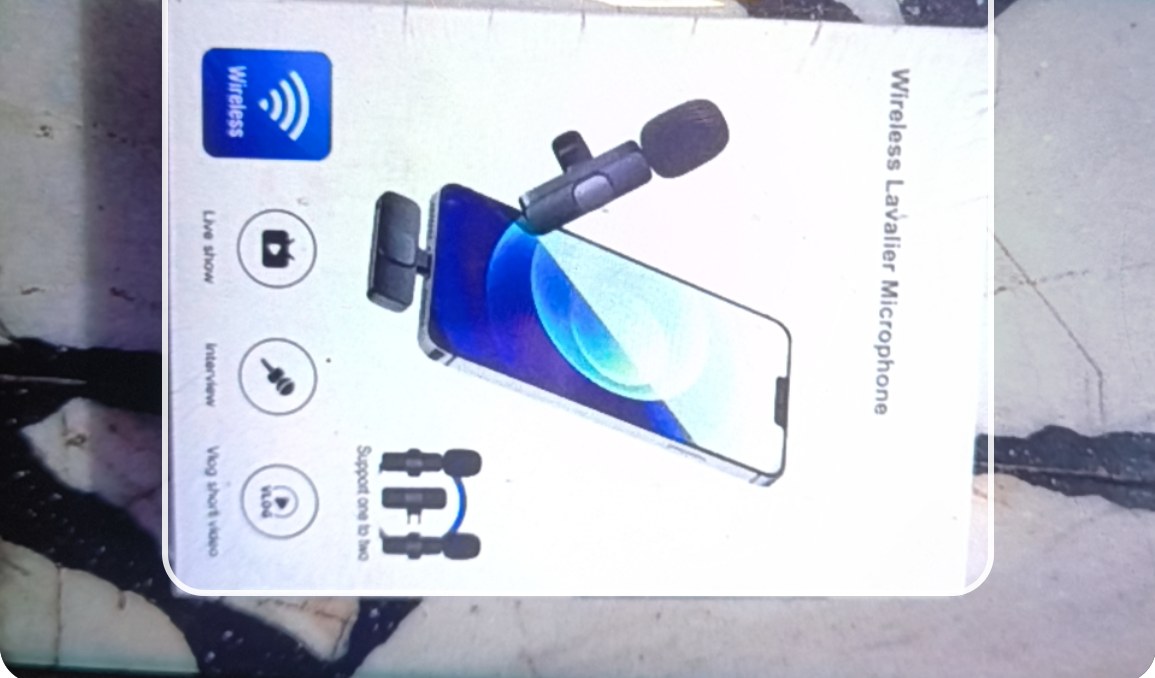 Wireless Lavalier Microphone
Support one to two
Wireless
Live show
Interview
VLOG
Vlog short video